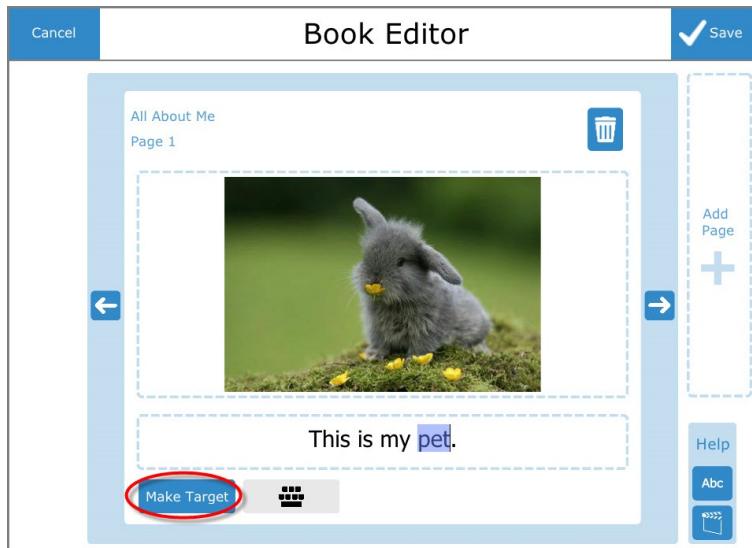 Cancel
Book Editor
Save
All About Me
Page 1
Add
Page
This is my pet.
Make Target
Help
Abc